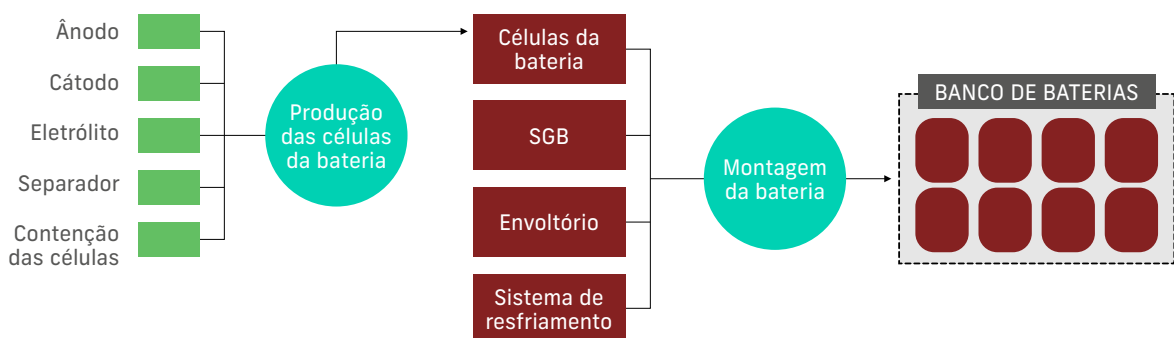 Ânodo
Cátodo
Eletrólito
Separador
Contenção
das células
Produção
das células
da bateria
Células da
bateria
SGB
Envoltório
Sistema de
resfriamento
Montagem
da bateria
BANCO DE BATERIAS